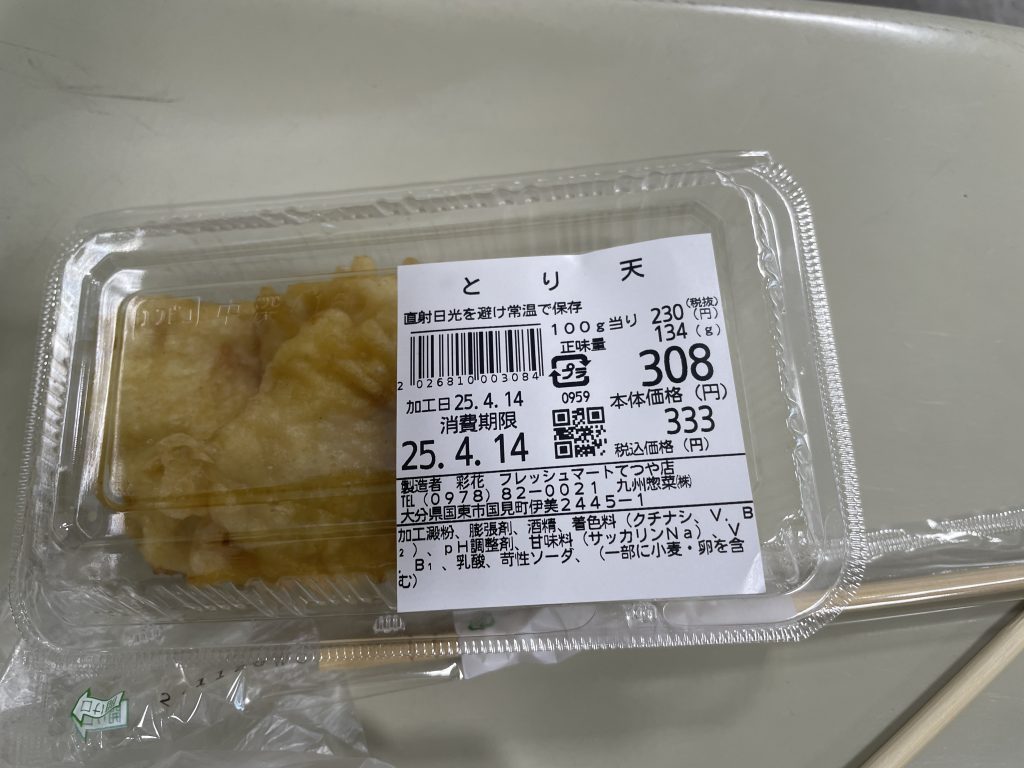 とり天
直射日光を避け常温で保存
100g当り 230 (税抜)(円)
正味量 134 (g)
308
本体価格 (円)
2 026810 003084
プラ
0959
加工日 25.4.14
消費期限
25.4.14
333
税込価格 (円)
製造者 彩花 フレッシュマートてつや店
TEL (0978) 82-0021 九州惣菜㈱
大分県国東市国見町伊美2445-1
加工澱粉、膨張剤、酒精、着色料(クチナシ、V.B
₂)、pH調整剤、甘味料(サッカリンNa)、V
.B₁、乳酸、苛性ソーダ、(一部に小麦・卵を含
む)
開け口